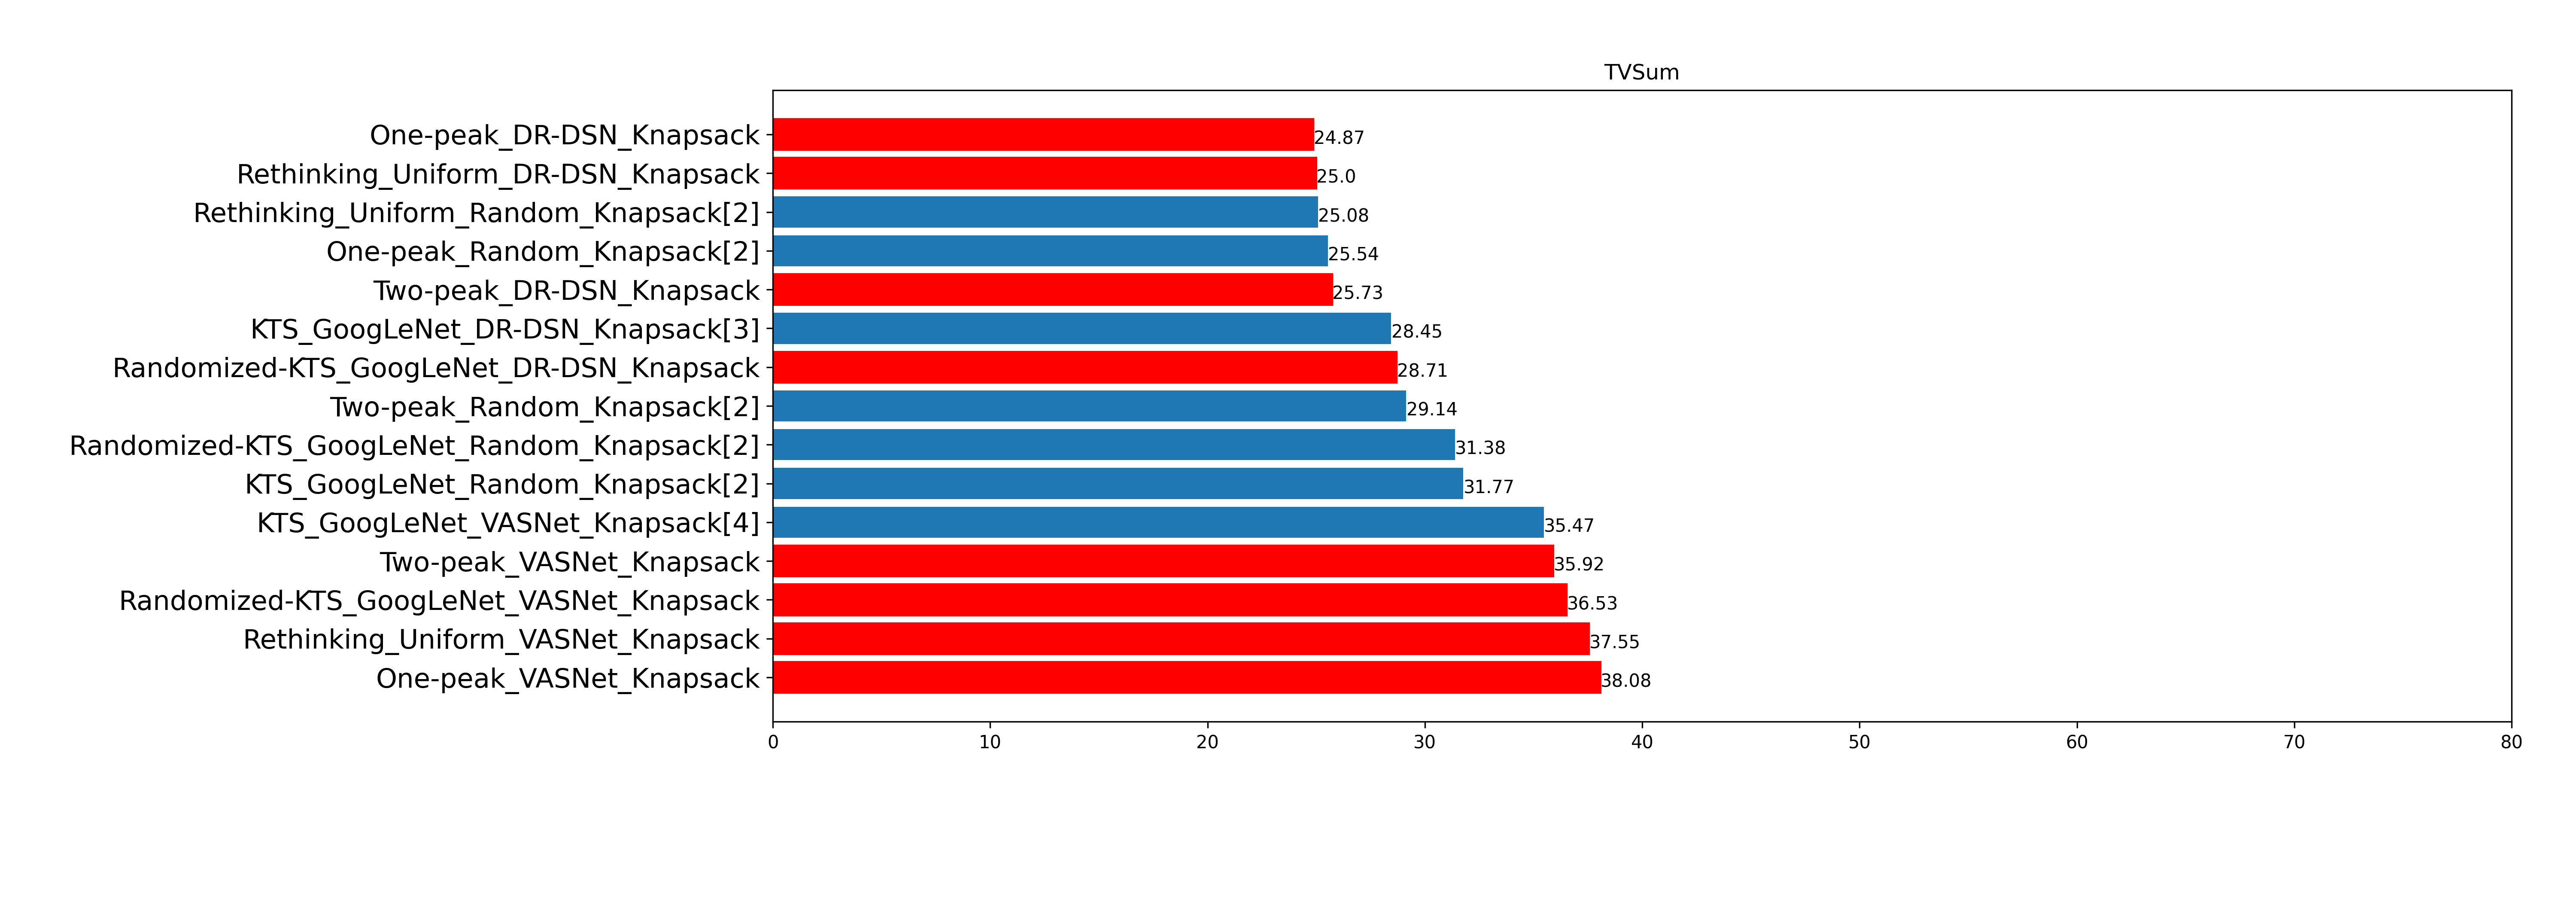 TVSum
One-peak_DR-DSN_Knapsack 24.87
Rethinking_Uniform_DR-DSN_Knapsack 25.0
Rethinking_Uniform_Random_Knapsack[2] 25.08
One-peak_Random_Knapsack[2] 25.54
Two-peak_DR-DSN_Knapsack 25.73
KTS_GoogLeNet_DR-DSN_Knapsack[3] 28.45
Randomized-KTS_GoogLeNet_DR-DSN_Knapsack 28.71
Two-peak_Random_Knapsack[2] 29.14
Randomized-KTS_GoogLeNet_Random_Knapsack[2] 31.38
KTS_GoogLeNet_Random_Knapsack[2] 31.77
KTS_GoogLeNet_VASNet_Knapsack[4] 35.47
Two-peak_VASNet_Knapsack 35.92
Randomized-KTS_GoogLeNet_VASNet_Knapsack 36.53
Rethinking_Uniform_VASNet_Knapsack 37.55
One-peak_VASNet_Knapsack 38.08
0 10 20 30 40 50 60 70 80